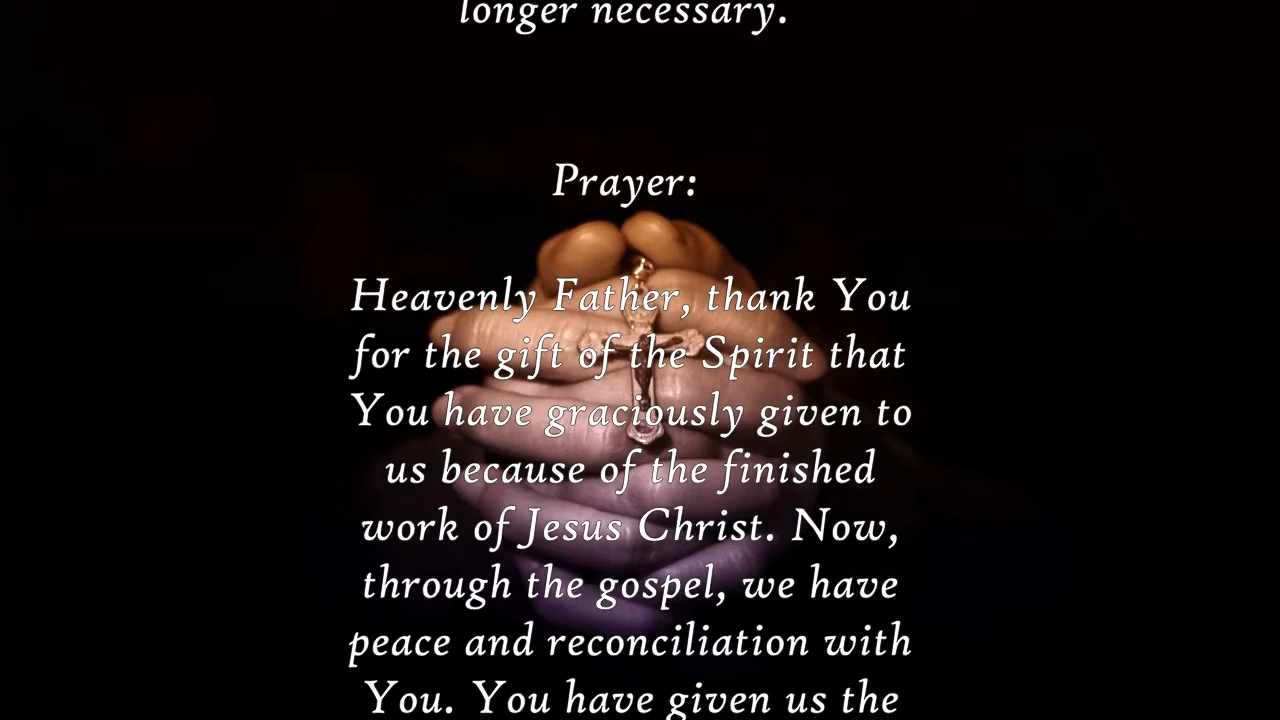 longer necessary.
Prayer:
Heavenly Father, thank You
for the gift of the Spirit that
You have graciously given to
us because of the finished
work of Jesus Christ. Now,
through the gospel, we have
peace and reconciliation with
You. You have given us the